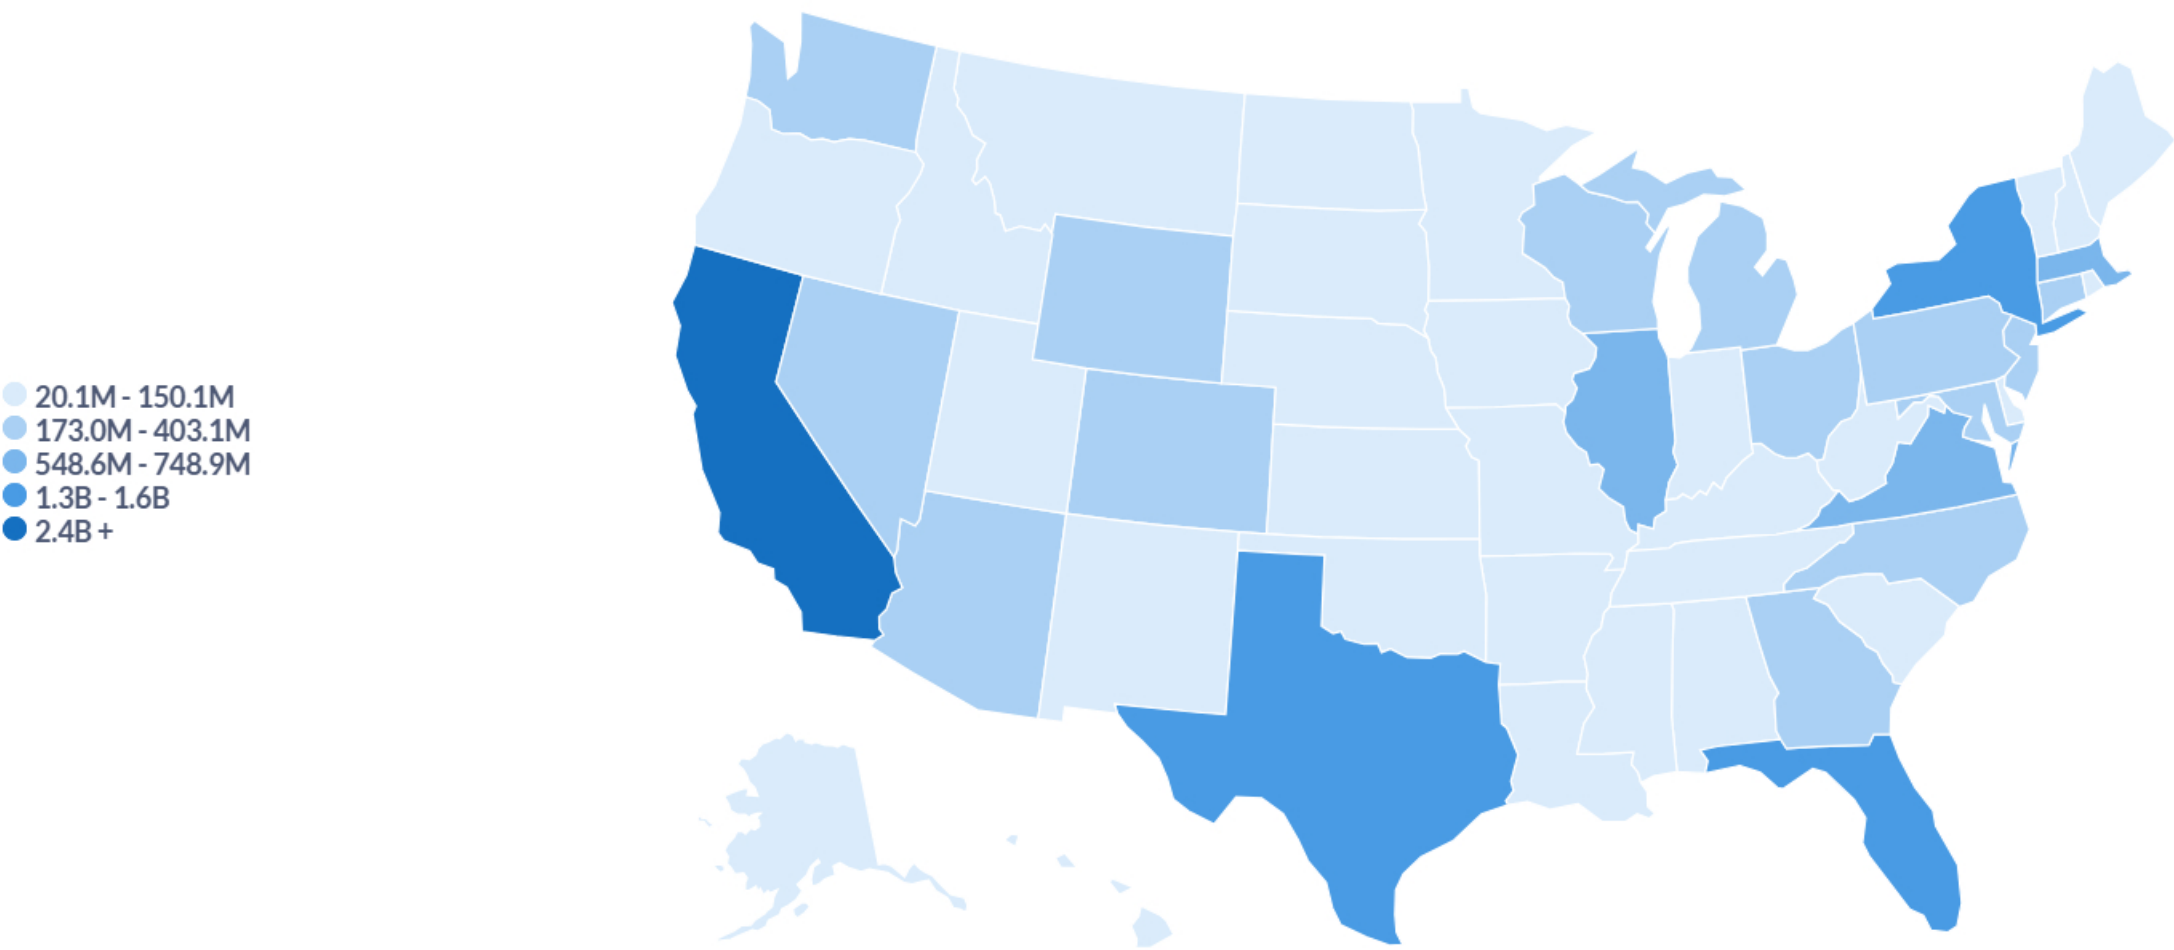 20.1M - 150.1M
173.0M - 403.1M
548.6M - 748.9M
1.3B - 1.6B
2.4B +